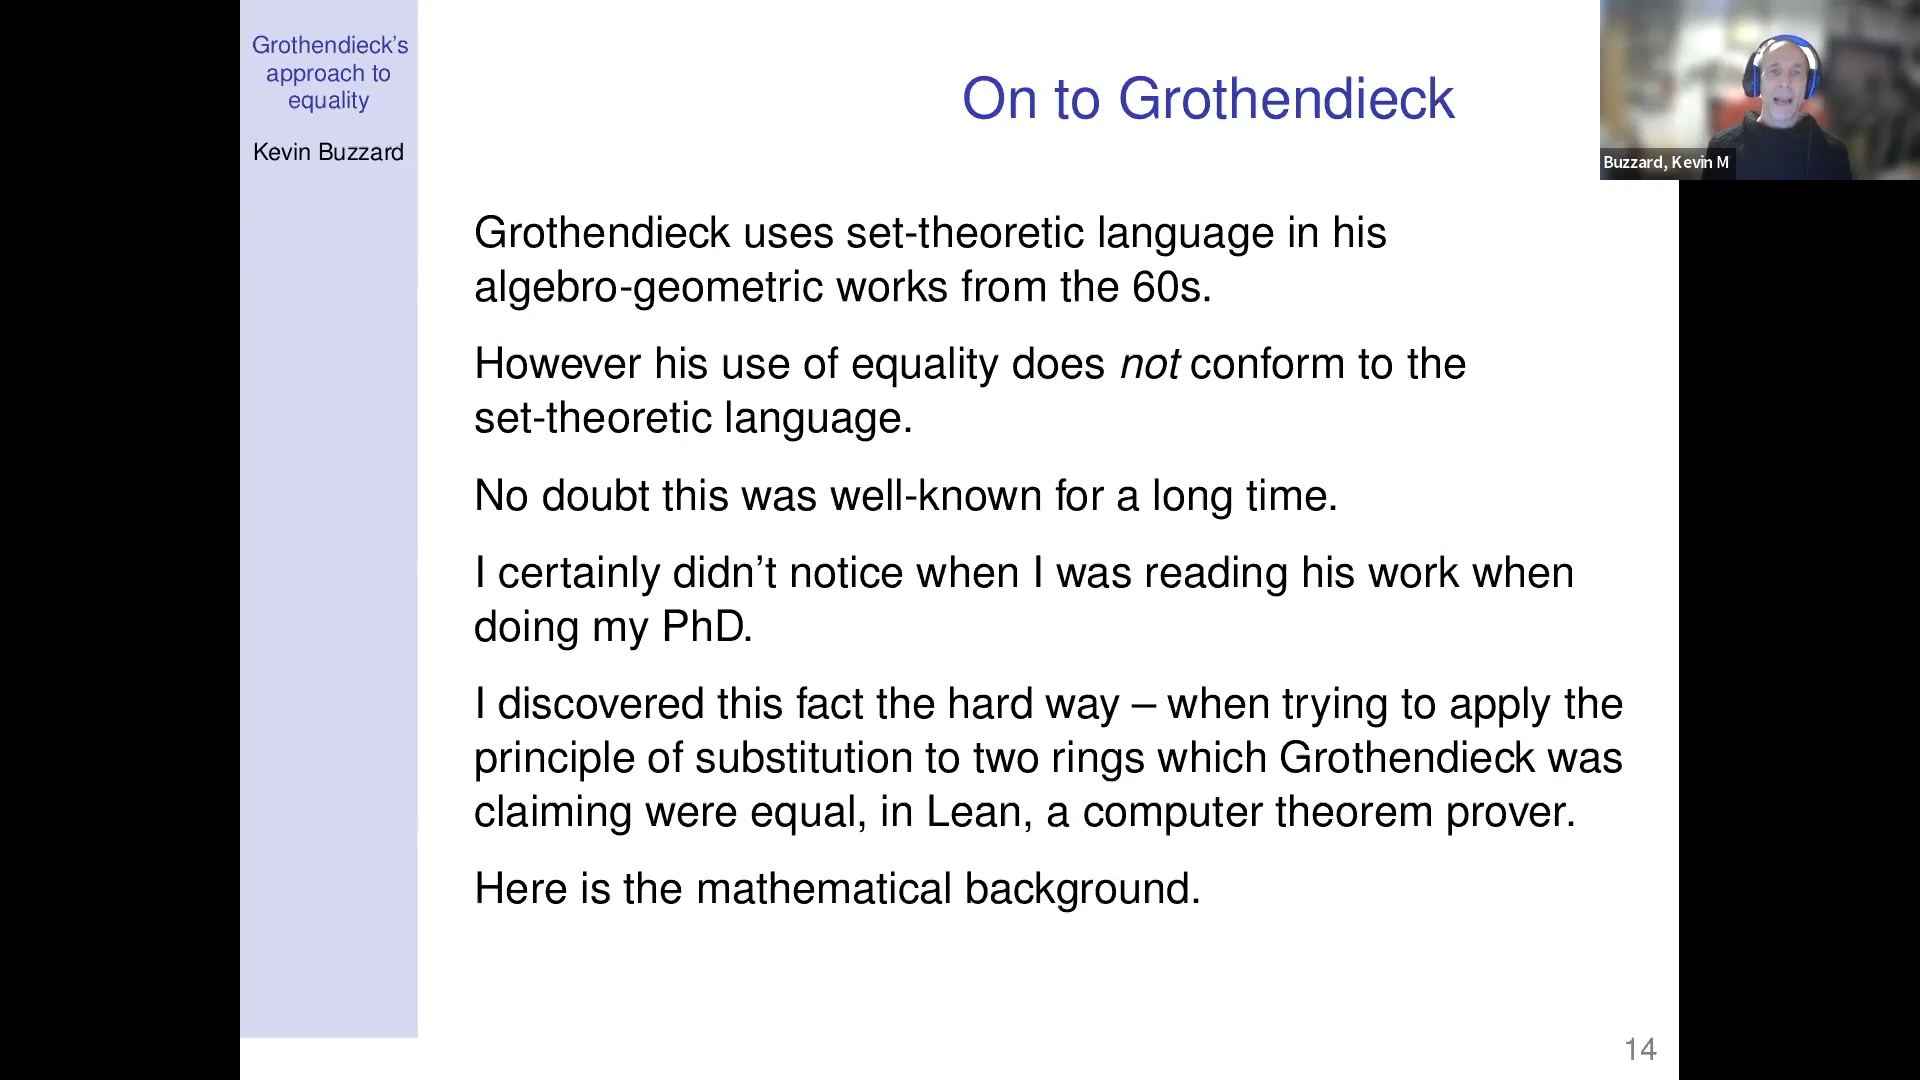 Grothendieck's
approach to
equality
Kevin Buzzard
On to Grothendieck
Buzzard, Kevin M
Grothendieck uses set-theoretic language in his
algebro-geometric works from the 60s.
However his use of equality does not conform to the
set-theoretic language.
No doubt this was well-known for a long time.
I certainly didn't notice when I was reading his work when
doing my PhD.
I discovered this fact the hard way – when trying to apply the
principle of substitution to two rings which Grothendieck was
claiming were equal, in Lean, a computer theorem prover.
Here is the mathematical background.
14